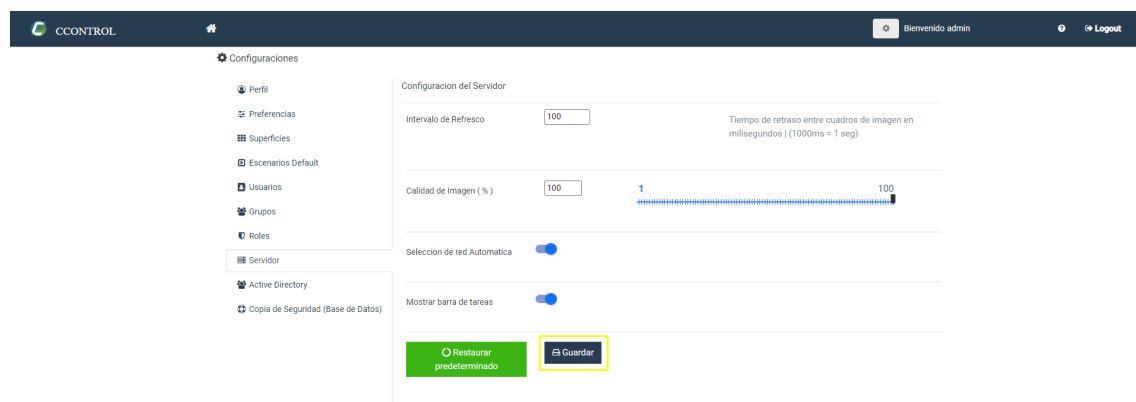 CCONTROL
Bienvenido admin
Logout
Configuraciones
Perfil
Preferencias
Superficies
Escenarios Default
Usuarios
Grupos
Roles
Servidor
Active Directory
Copia de Seguridad (Base de Datos)
Configuracion del Servidor
Intervalo de Refresco
100
Tiempo de retraso entre cuadros de imagen en
milisegundos | (1000ms = 1 seg)
Calidad de Imagen ( % )
100
1
100
Seleccion de red Automatica
Mostrar barra de tareas
Restaurar
predeterminado
Guardar